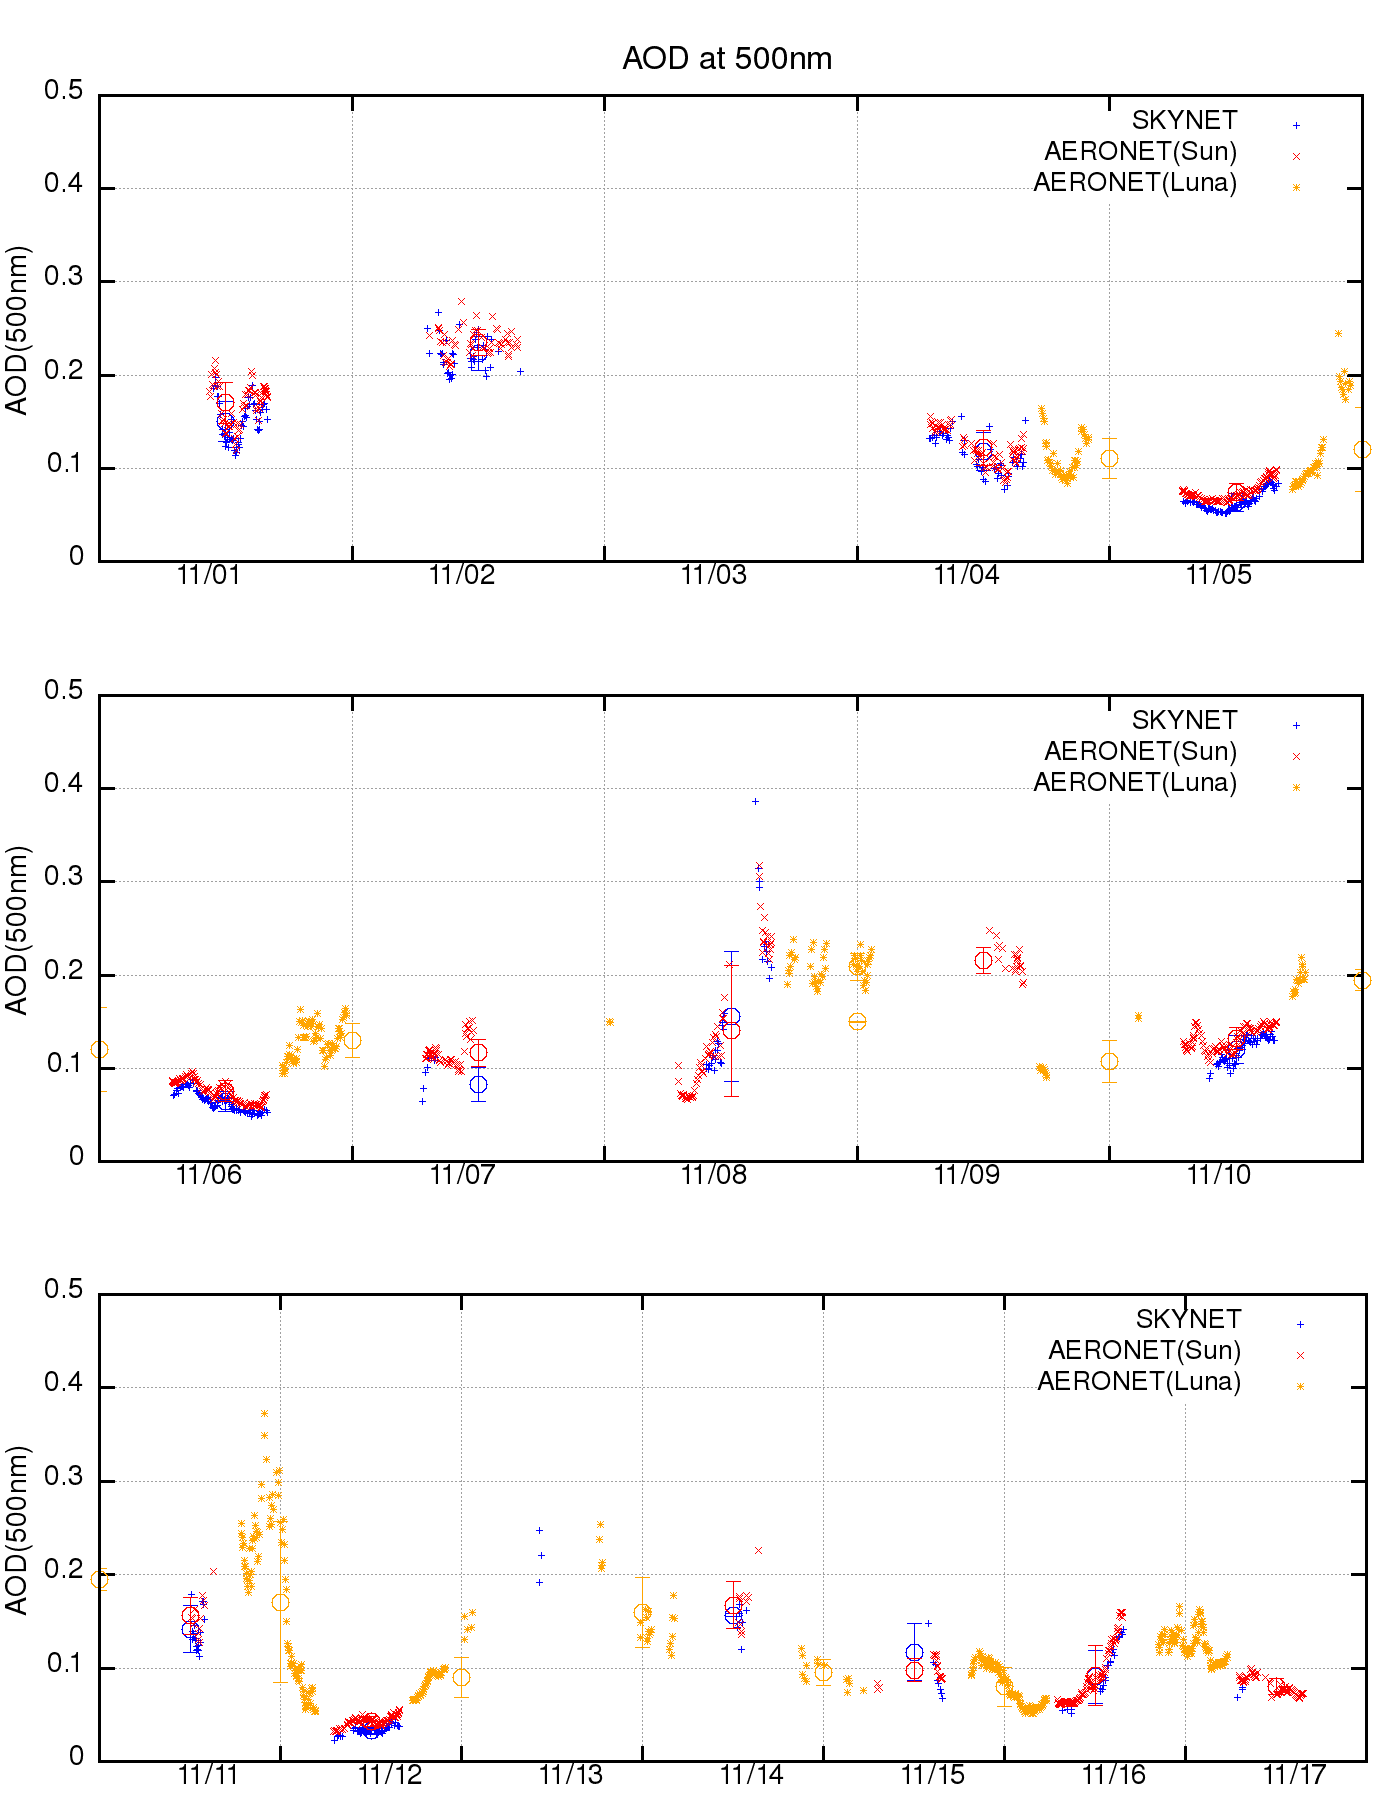 AOD at 500nm
0.5
SKYNET
AERONET(Sun)
0.4
AERONET(Luna)
0.3
AOD(500nm)
0.2
0.1
0
11/01 11/02 11/03 11/04 11/05
0.5
SKYNET
AERONET(Sun)
0.4
AERONET(Luna)
0.3
AOD(500nm)
0.2
0.1
0
11/06 11/07 11/08 11/09 11/10
0.5
SKYNET
AERONET(Sun)
0.4
AERONET(Luna)
0.3
AOD(500nm)
0.2
0.1
0
11/11 11/12 11/13 11/14 11/15 11/16 11/17